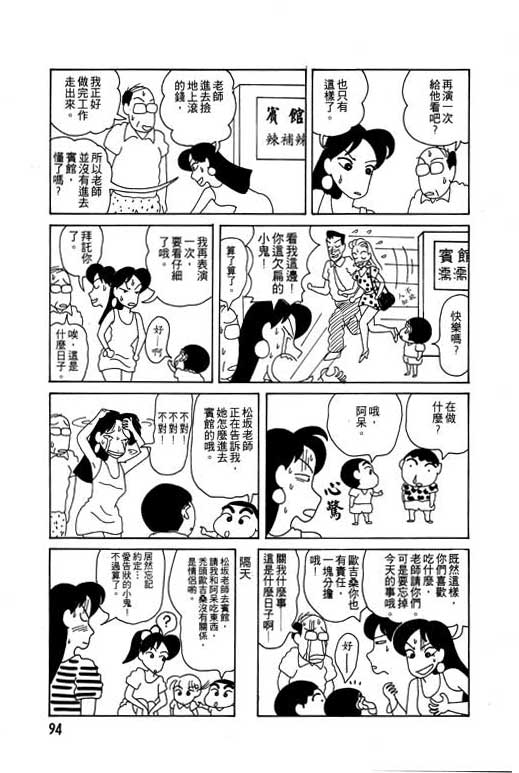 再演一次
給他看吧？
也只有
這樣了。
賓館
辣補辣
老師
進去撿
地上滾
的錢，
我正好
做完工作
走出來。
所以老師
並沒有進去
賓館，
懂了嗎？
賓館
快樂嗎？
看我這邊！
你這欠扁的
小鬼！
算了算了。
我再表演
一次，
要看仔細
了哦。
拜託你
了。
好——啊。
唉，這是
什麼日子。
在做
什麼？
哦，
阿呆。
心驚
松坂老師
正在告訴我，
她怎麼進去
賓館的哦。
不對！
不對！
不對！
既然這樣，
你們喜歡
吃什麼，
老師請你們。
可是要忘掉
今天的事哦。
好——
歐吉桑你也
有責任，
一塊分擔
哦！
關我什麼事
這是什麼日子啊——
隔天
松坂老師去賓館，
請我和阿呆吃東西，
禿頭歐吉桑沒有關係，
是情侶喲。
？
居然忘記
約定…
愛告狀的小鬼！
不過算了。
94